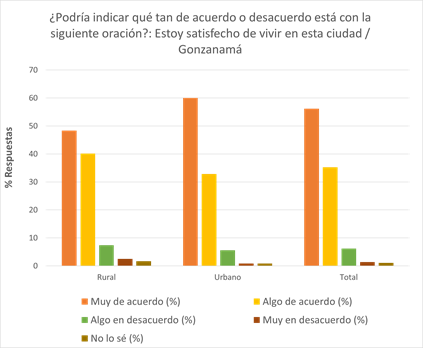 ¿Podría indicar qué tan de acuerdo o desacuerdo está con la
siguiente oración?: Estoy satisfecho de vivir en esta ciudad /
Gonzanamá
% Respuestas
70
60
50
40
30
20
10
0
Rural
Urbano
Total
Muy de acuerdo (%)
Algo de acuerdo (%)
Algo en desacuerdo (%)
Muy en desacuerdo (%)
No lo sé (%)